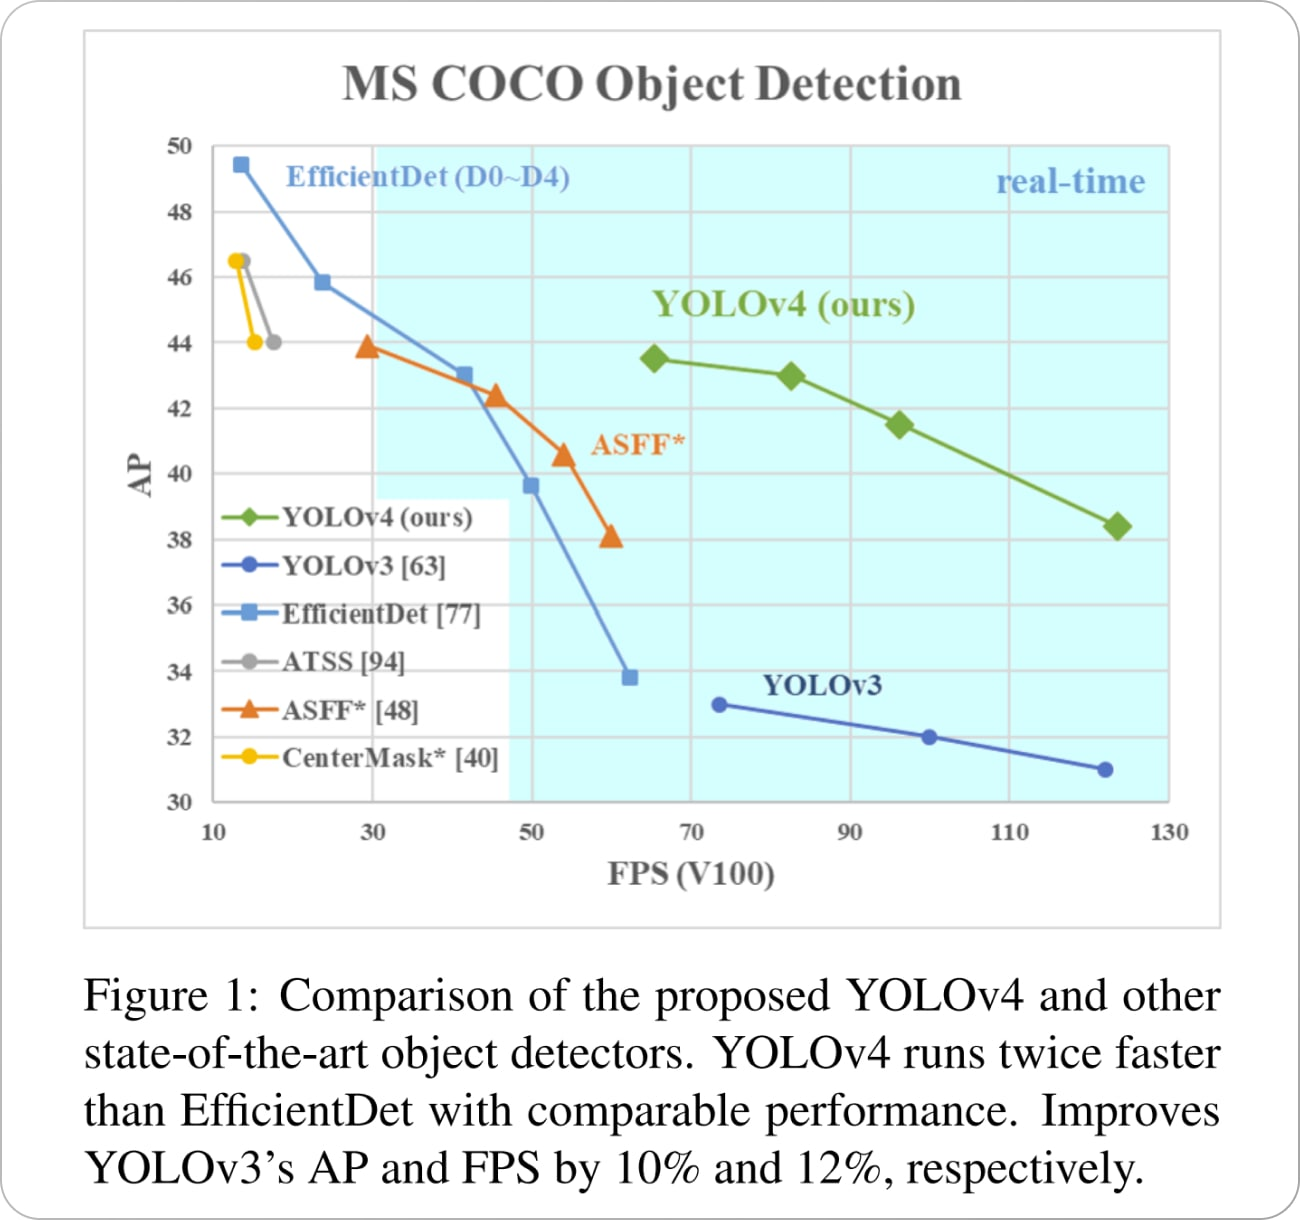 MS COCO Object Detection
50
EfficientDet (D0~D4)
real-time
48
46
YOLOv4 (ours)
44
42
ASFF*
AP
40
YOLOv4 (ours)
38
YOLOv3 [63]
36
EfficientDet [77]
ATSS [94]
34
YOLOv3
ASFF* [48]
32
CenterMask* [40]
30
10 30 50 70 90 110 130
FPS (V100)
Figure 1: Comparison of the proposed YOLOv4 and other
state-of-the-art object detectors. YOLOv4 runs twice faster
than EfficientDet with comparable performance. Improves
YOLOv3’s AP and FPS by 10% and 12%, respectively.